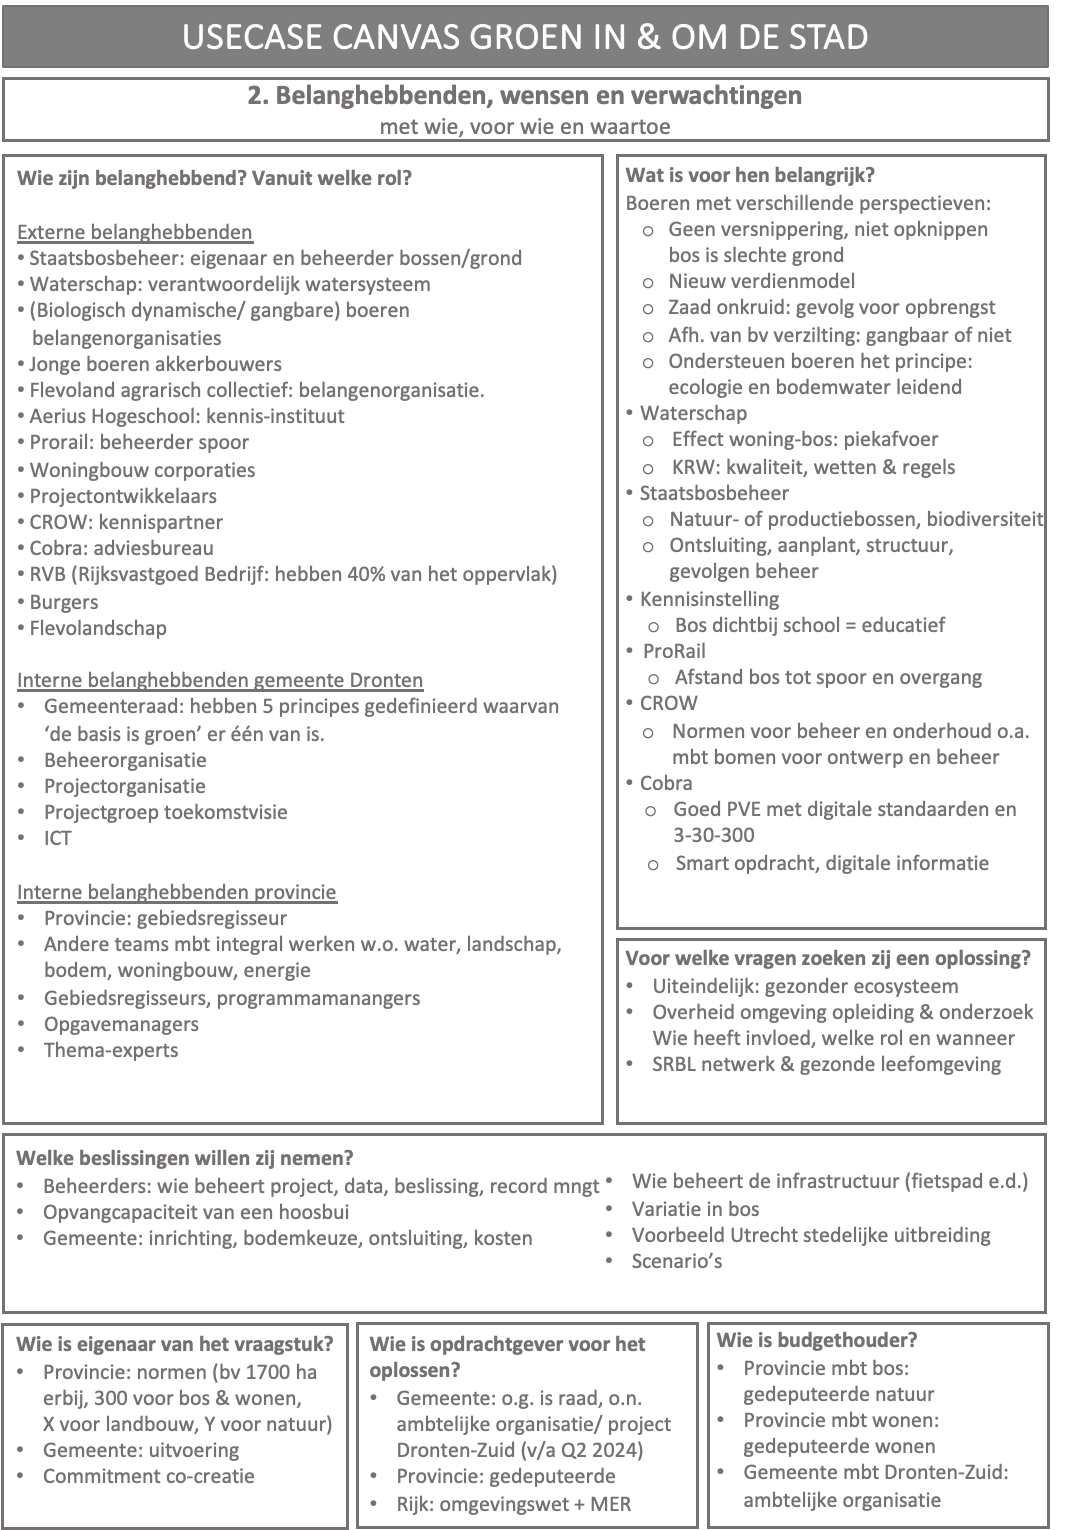 USECASE CANVAS GROEN IN & OM DE STAD
2. Belanghebbenden, wensen en verwachtingen
met wie, voor wie en waartoe
Wie zijn belanghebbend? Vanuit welke rol?
Externe belanghebbenden
• Staatsbosbeheer: eigenaar en beheerder bossen/grond
• Waterschap: verantwoordelijk watersysteem
• (Biologisch dynamische/ gangbare) boeren
belangenorganisaties
• Jonge boeren akkerbouwers
• Flevoland agrarisch collectief: belangenorganisatie.
• Aerius Hogeschool: kennis-instituut
• Prorail: beheerder spoor
• Woningbouw corporaties
• Projectontwikkelaars
• CROW: kennispartner
• Cobra: adviesbureau
• RVB (Rijksvastgoed Bedrijf: hebben 40% van het oppervlak)
• Burgers
• Flevolandschap
Interne belanghebbenden gemeente Dronten
• Gemeenteraad: hebben 5 principes gedefinieerd waarvan
‘de basis is groen’ er één van is.
• Beheerorganisatie
• Projectorganisatie
• Projectgroep toekomstvisie
• ICT
Interne belanghebbenden provincie
• Provincie: gebiedsregisseur
• Andere teams mbt integral werken w.o. water, landschap,
bodem, woningbouw, energie
• Gebiedsregisseurs, programmamanangers
• Opgavemanagers
• Thema-experts
Wat is voor hen belangrijk?
Boeren met verschillende perspectieven:
o Geen versnippering, niet opknippen
bos is slechte grond
o Nieuw verdienmodel
o Zaad onkruid: gevolg voor opbrengst
o Afh. van bv verzilting: gangbaar of niet
o Ondersteuen boeren het principe:
ecologie en bodemwater leidend
• Waterschap
o Effect woning-bos: piekafvoer
o KRW: kwaliteit, wetten & regels
• Staatsbosbeheer
o Natuur- of productiebossen, biodiversiteit
o Ontsluiting, aanplant, structuur,
gevolgen beheer
• Kennisinstelling
o Bos dichtbij school = educatief
• ProRail
o Afstand bos tot spoor en overgang
• CROW
o Normen voor beheer en onderhoud o.a.
mbt bomen voor ontwerp en beheer
• Cobra
o Goed PVE met digitale standaarden en
3-30-300
o Smart opdracht, digitale informatie
Voor welke vragen zoeken zij een oplossing?
• Uiteindelijk: gezonder ecosysteem
• Overheid omgeving opleiding & onderzoek
Wie heeft invloed, welke rol en wanneer
• SRBL netwerk & gezonde leefomgeving
Welke beslissingen willen zij nemen?
• Beheerders: wie beheert project, data, beslissing, record mngt
• Opvangcapaciteit van een hoosbui
• Gemeente: inrichting, bodemkeuze, ontsluiting, kosten
• Wie beheert de infrastructuur (fietspad e.d.)
• Variatie in bos
• Voorbeeld Utrecht stedelijke uitbreiding
• Scenario’s
Wie is eigenaar van het vraagstuk?
• Provincie: normen (bv 1700 ha
erbij, 300 voor bos & wonen,
X voor landbouw, Y voor natuur)
• Gemeente: uitvoering
• Commitment co-creatie
Wie is opdrachtgever voor het
oplossen?
• Gemeente: o.g. is raad, o.n.
ambtelijke organisatie/ project
Dronten-Zuid (v/a Q2 2024)
• Provincie: gedeputeerde
• Rijk: omgevingswet + MER
Wie is budgethouder?
• Provincie mbt bos:
gedeputeerde natuur
• Provincie mbt wonen:
gedeputeerde wonen
• Gemeente mbt Dronten-Zuid:
ambtelijke organisatie